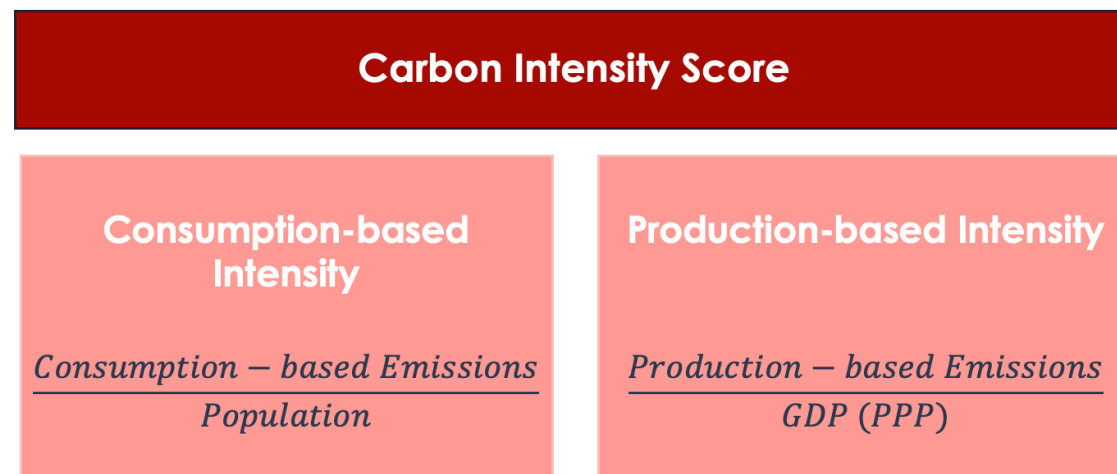 Carbon Intensity Score
Consumption-based
Intensity
Consumption − based Emissions
Population
Production-based Intensity
Production − based Emissions
GDP (PPP)